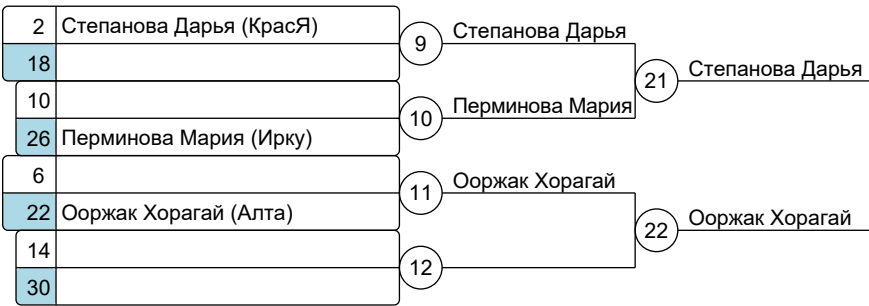 2 Степанова Дарья (КрасЯ)
9 Степанова Дарья
18
21 Степанова Дарья
10
10 Перминова Мария
26 Перминова Мария (Ирку)
6
11 Ооржак Хорагай
22 Ооржак Хорагай (Алта)
22 Ооржак Хорагай
14
12
30